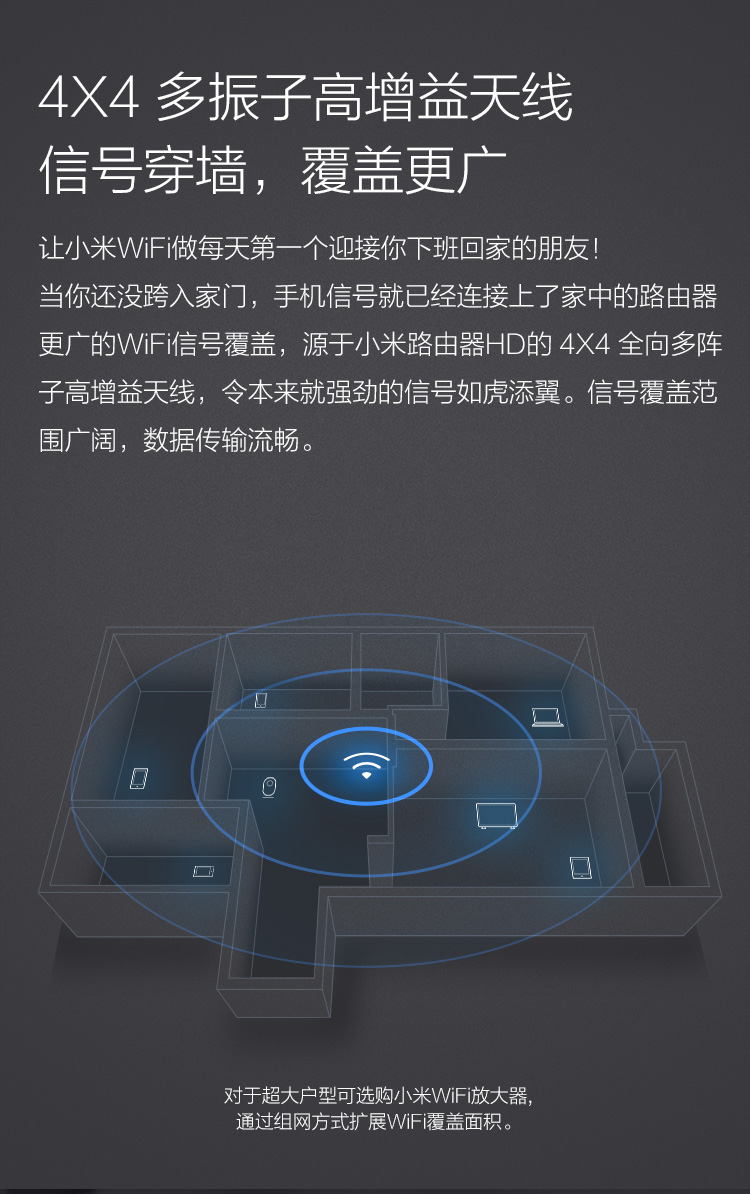 4X4 多振子高增益天线
信号穿墙，覆盖更广
让小米WiFi做每天第一个迎接你下班回家的朋友！
当你还没跨入家门，手机信号就已经连接上了家中的路由器
更广的WiFi信号覆盖，源于小米路由器HD的 4X4 全向多阵
子高增益天线，令本来就强劲的信号如虎添翼。信号覆盖范
围广阔，数据传输流畅。
对于超大户型可选购小米WiFi放大器，
通过组网方式扩展WiFi覆盖面积。